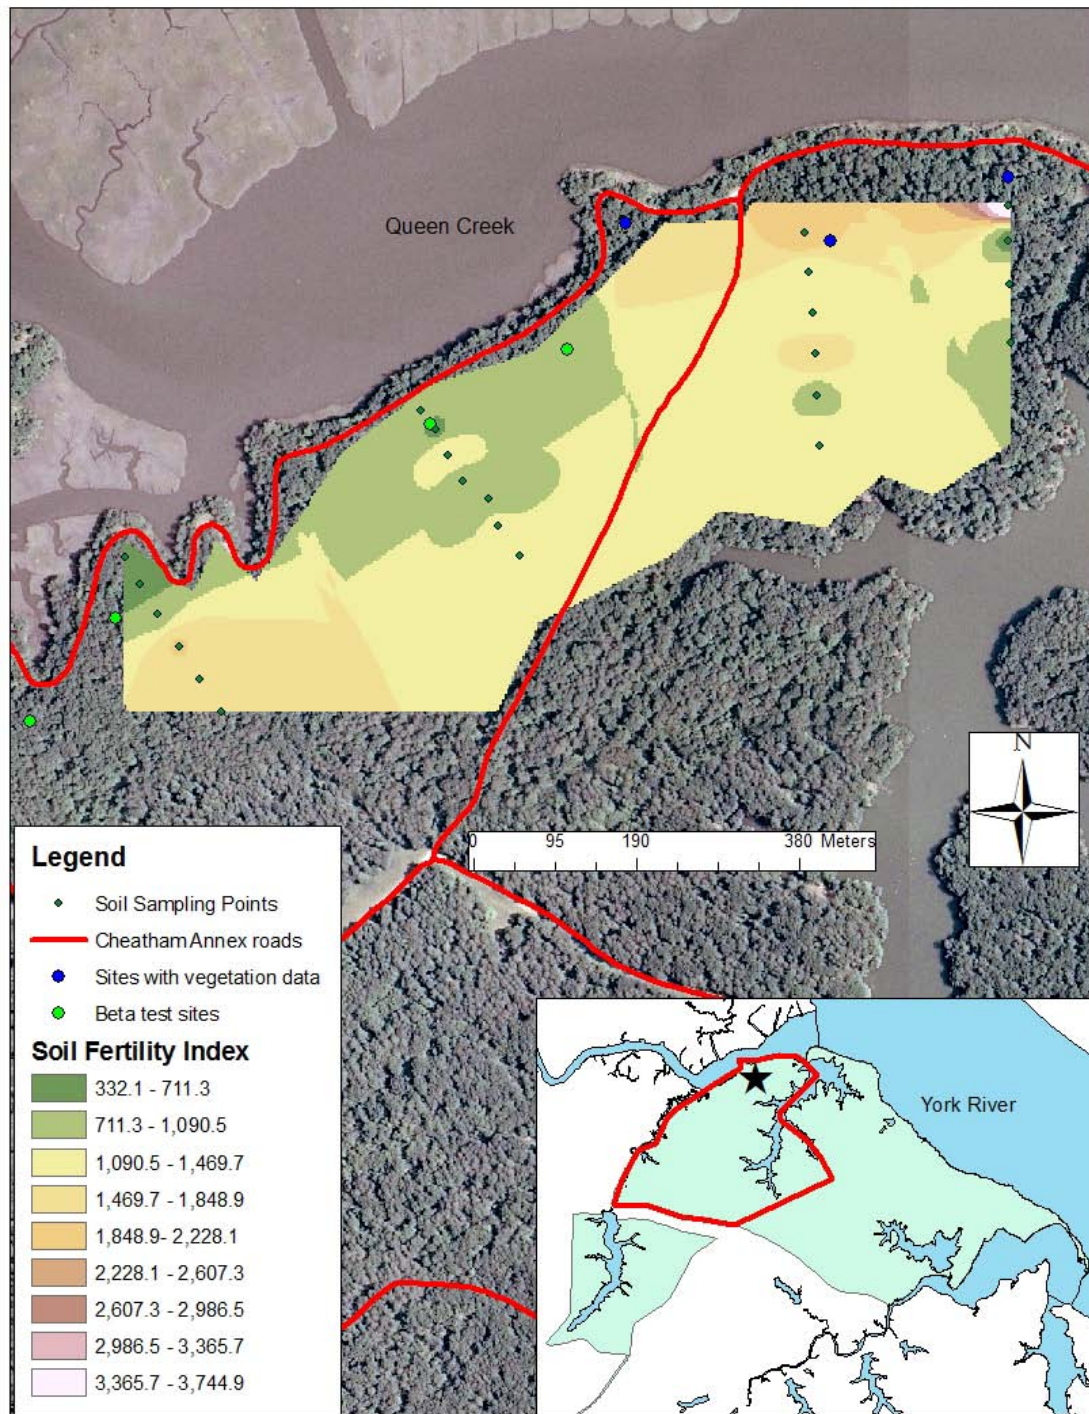 Queen Creek
N
0 95 190 380 Meters
Legend
Soil Sampling Points
Cheatham Annex roads
Sites with vegetation data
Beta test sites
Soil Fertility Index
332.1 - 711.3
711.3 - 1,090.5
1,090.5 - 1,469.7
1,469.7 - 1,848.9
1,848.9- 2,228.1
2,228.1 - 2,607.3
2,607.3 - 2,986.5
2,986.5 - 3,365.7
3,365.7 - 3,744.9
York River